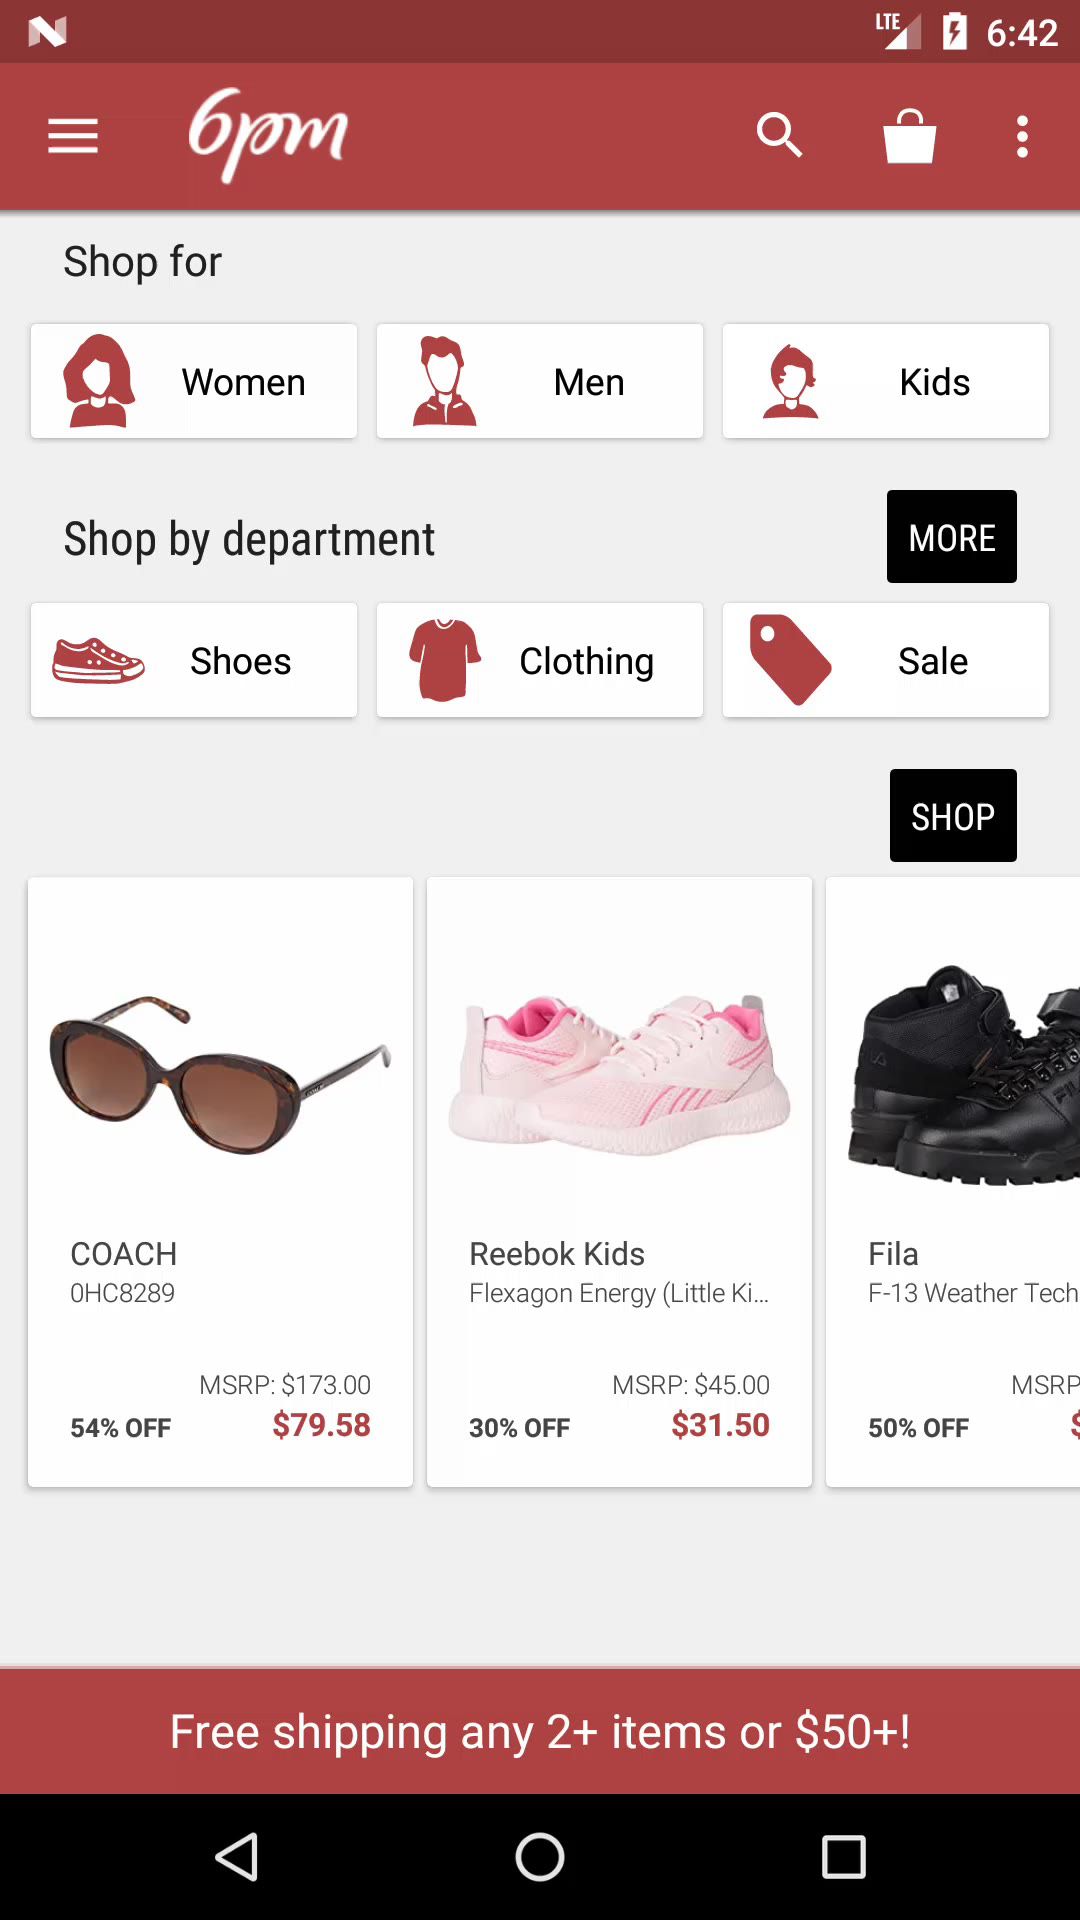 LTE 6:42
6pm
Shop for
Women Men Kids
Shop by department MORE
Shoes Clothing Sale
SHOP
COACH
0HC8289
MSRP: $173.00
54% OFF $79.58
Reebok Kids
Flexagon Energy (Little Ki...
MSRP: $45.00
30% OFF $31.50
Fila
F-13 Weather Tech
MSRP
50% OFF $
Free shipping any 2+ items or $50+!